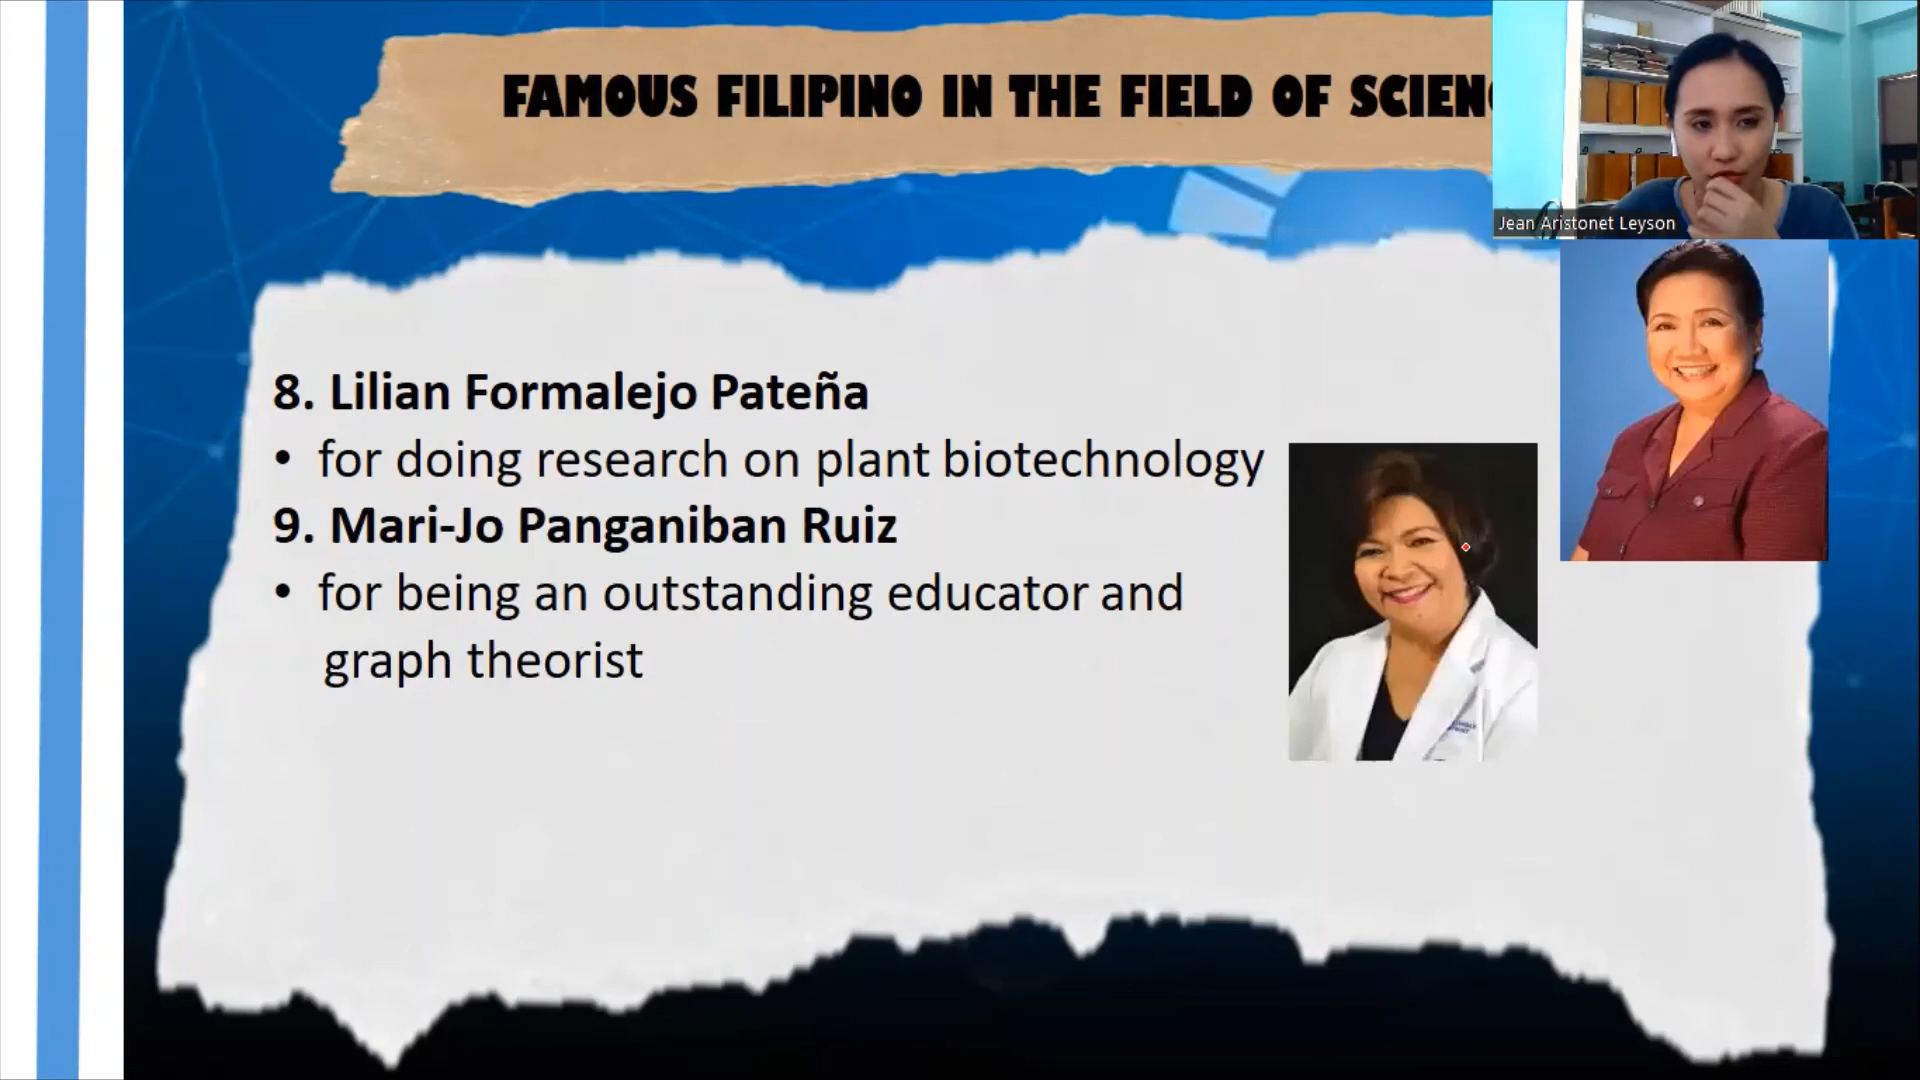 FAMOUS FILIPINO IN THE FIELD OF SCIEN
Jean Aristonet Leyson
8. Lilian Formalejo Pateña
• for doing research on plant biotechnology
9. Mari-Jo Panganiban Ruiz
• for being an outstanding educator and
graph theorist